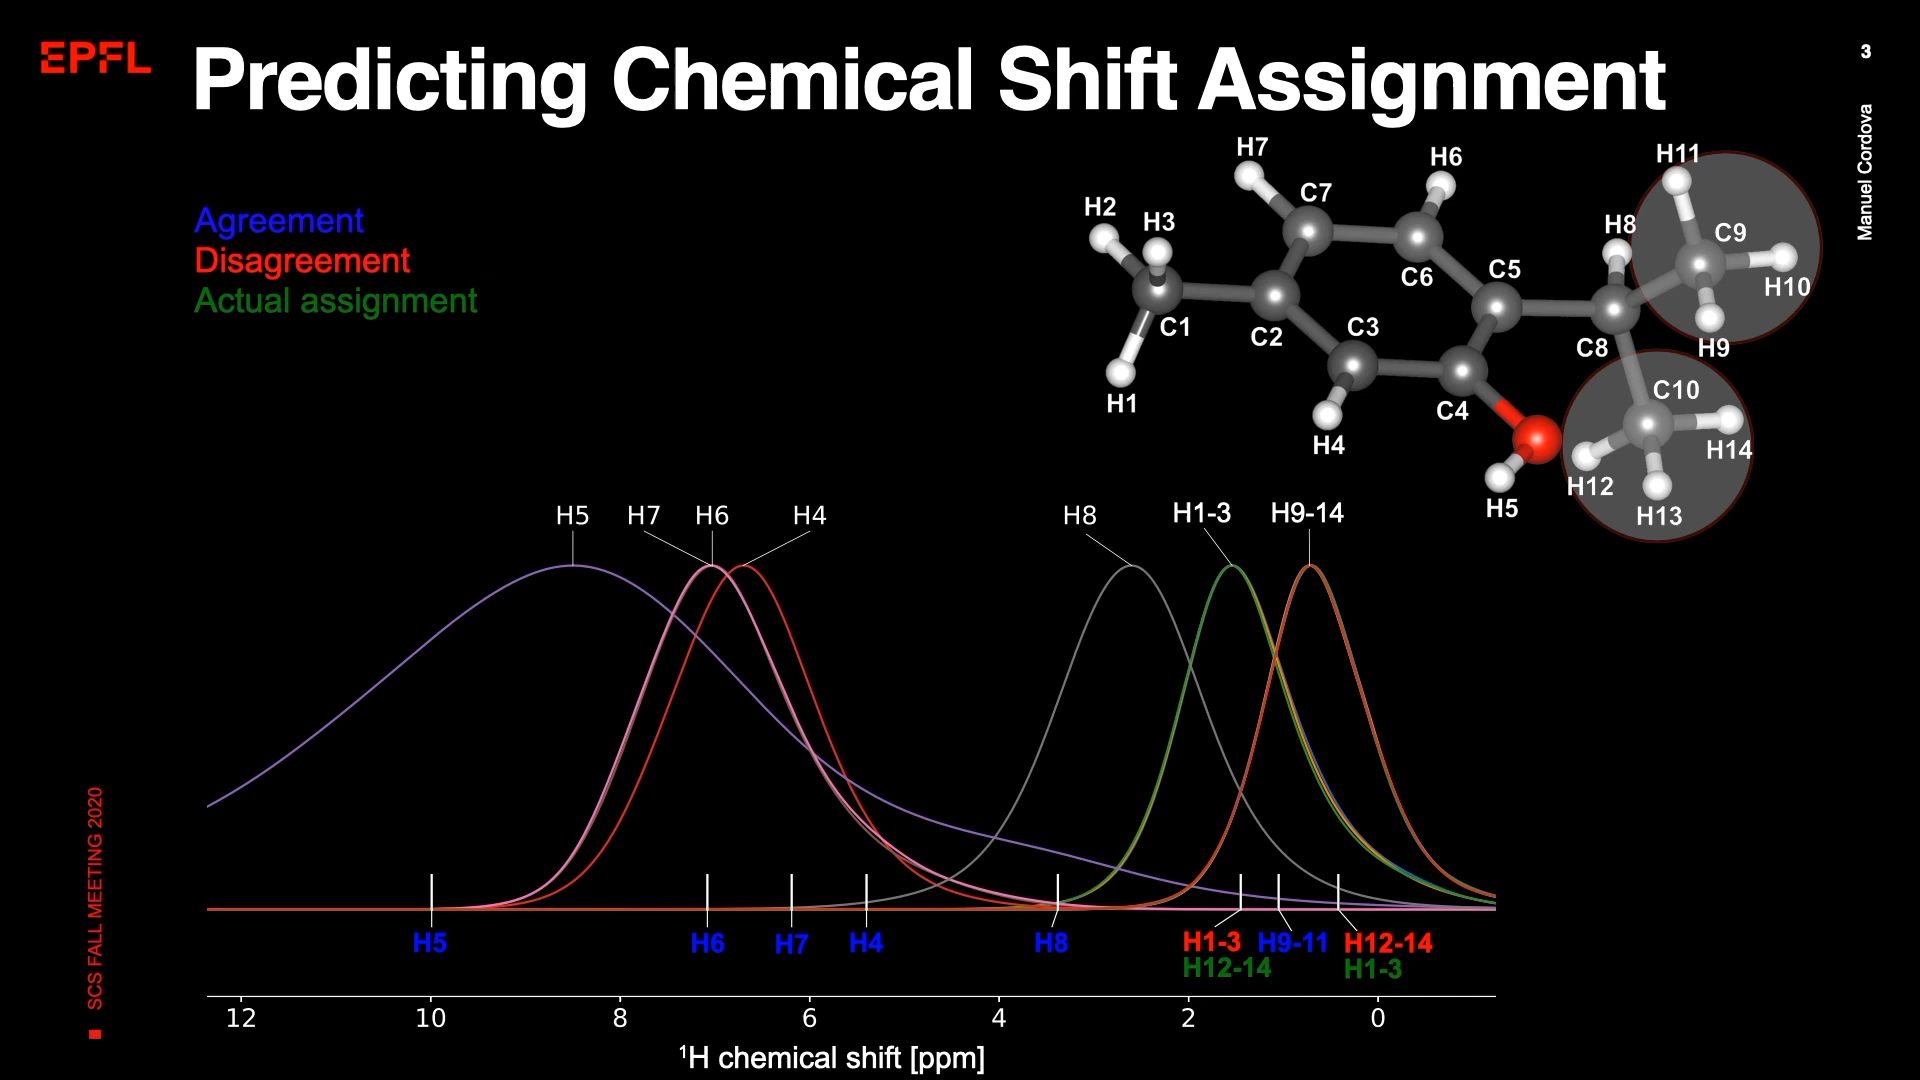 EPFL
Predicting Chemical Shift Assignment
3
Manuel Cordova
Agreement
Disagreement
Actual assignment
H7
H6
H11
C7
H2
H3
H8
C9
C6
C5
H10
C1
C2
C3
C8
H9
H1
C4
C10
H4
H14
H12
H5
H13
H5
H7
H6
H4
H8
H1-3
H9-14
H5
H6
H7
H4
H8
H1-3
H9-11
H12-14
H12-14
H1-3
12
10
8
6
4
2
0
¹H chemical shift [ppm]
SCS FALL MEETING 2020